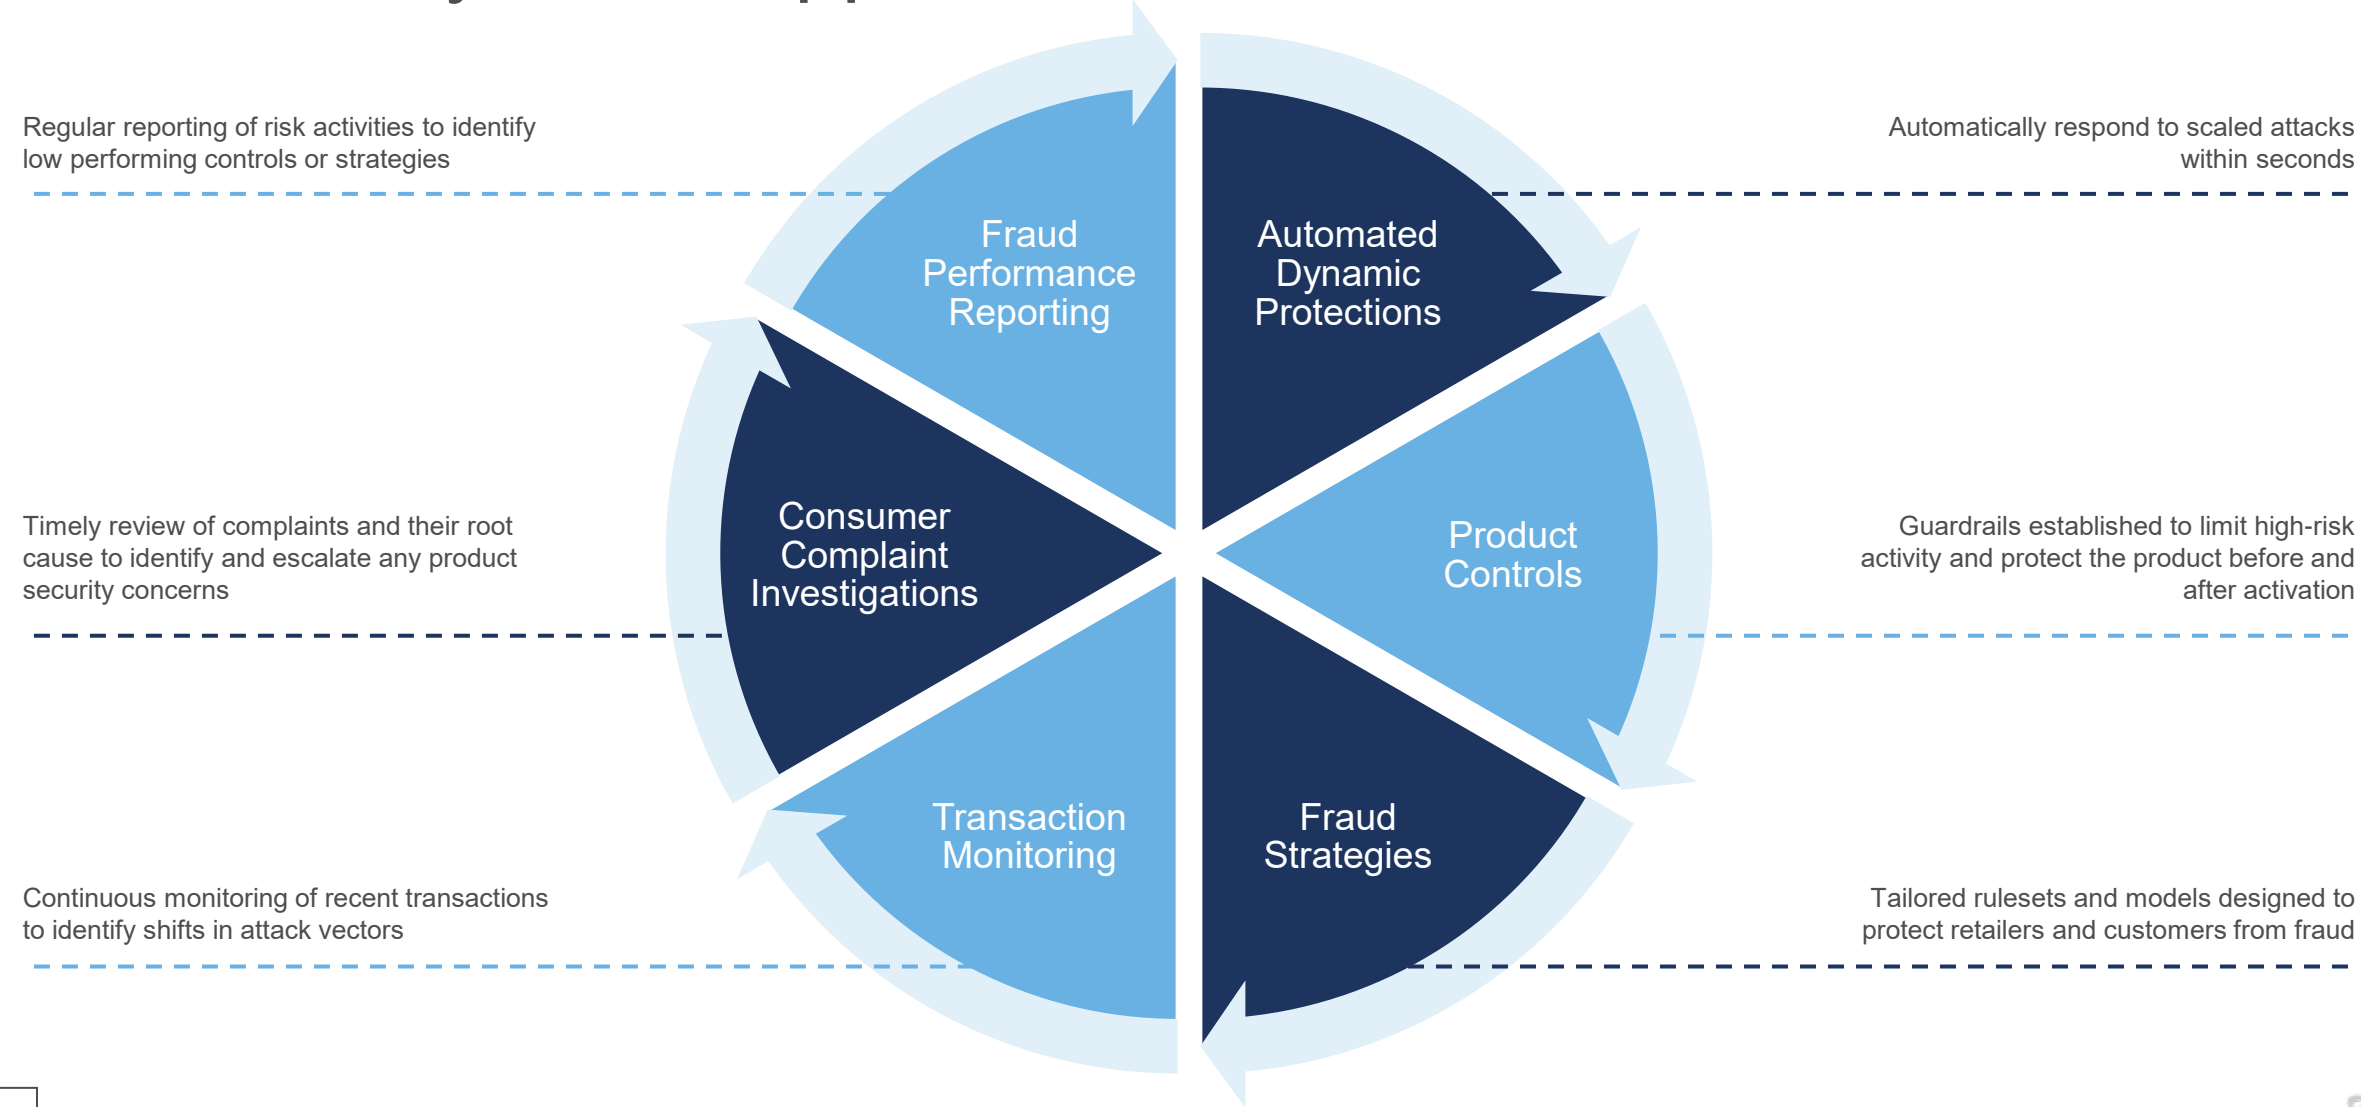 Regular reporting of risk activities to identify
low performing controls or strategies
Automatically respond to scaled attacks
within seconds
Fraud
Performance
Reporting
Automated
Dynamic
Protections
Timely review of complaints and their root
cause to identify and escalate any product
security concerns
Consumer
Complaint
Investigations
Product
Controls
Guardrails established to limit high-risk
activity and protect the product before and
after activation
Transaction
Monitoring
Fraud
Strategies
Continuous monitoring of recent transactions
to identify shifts in attack vectors
Tailored rulesets and models designed to
protect retailers and customers from fraud